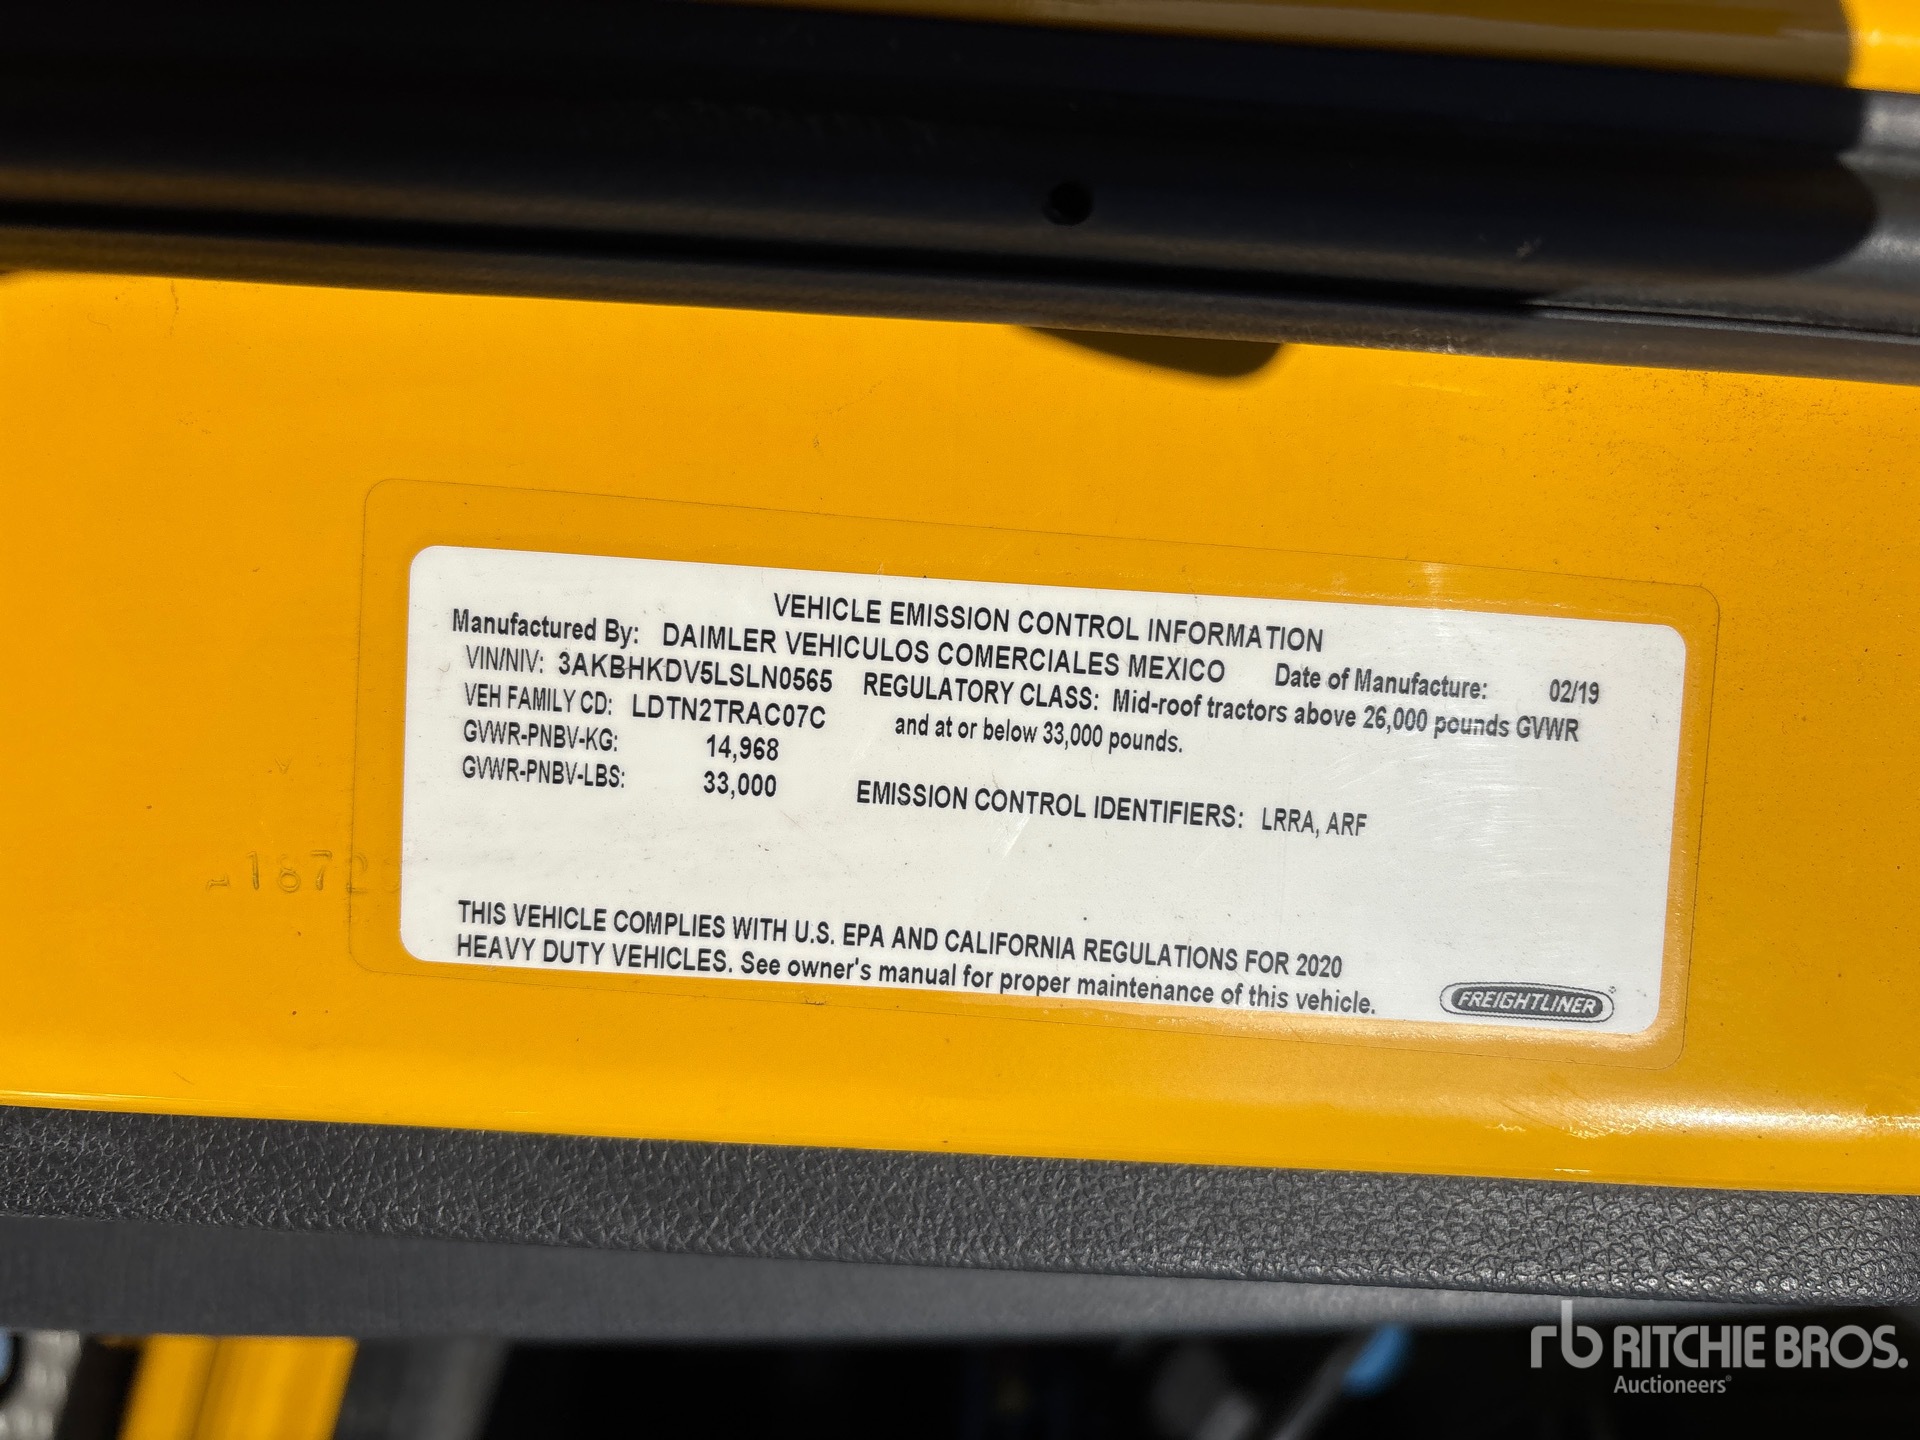 VEHICLE EMISSION CONTROL INFORMATION
Manufactured By: DAIMLER VEHICULOS COMERCIALES MEXICO Date of Manufacture: 02/19
VIN/NIV: 3AKBHKDV5LSLN0565 REGULATORY CLASS: Mid-roof tractors above 26,000 pounds GVWR
VEH FAMILY CD: LDTN2TRAC07C and at or below 33,000 pounds.
GVWR-PNBV-KG: 14,968
GVWR-PNBV-LBS: 33,000 EMISSION CONTROL IDENTIFIERS: LRRA, ARF
THIS VEHICLE COMPLIES WITH U.S. EPA AND CALIFORNIA REGULATIONS FOR 2020
HEAVY DUTY VEHICLES. See owner's manual for proper maintenance of this vehicle.
FREIGHTLINER
rb RITCHIE BROS.
Auctioneers